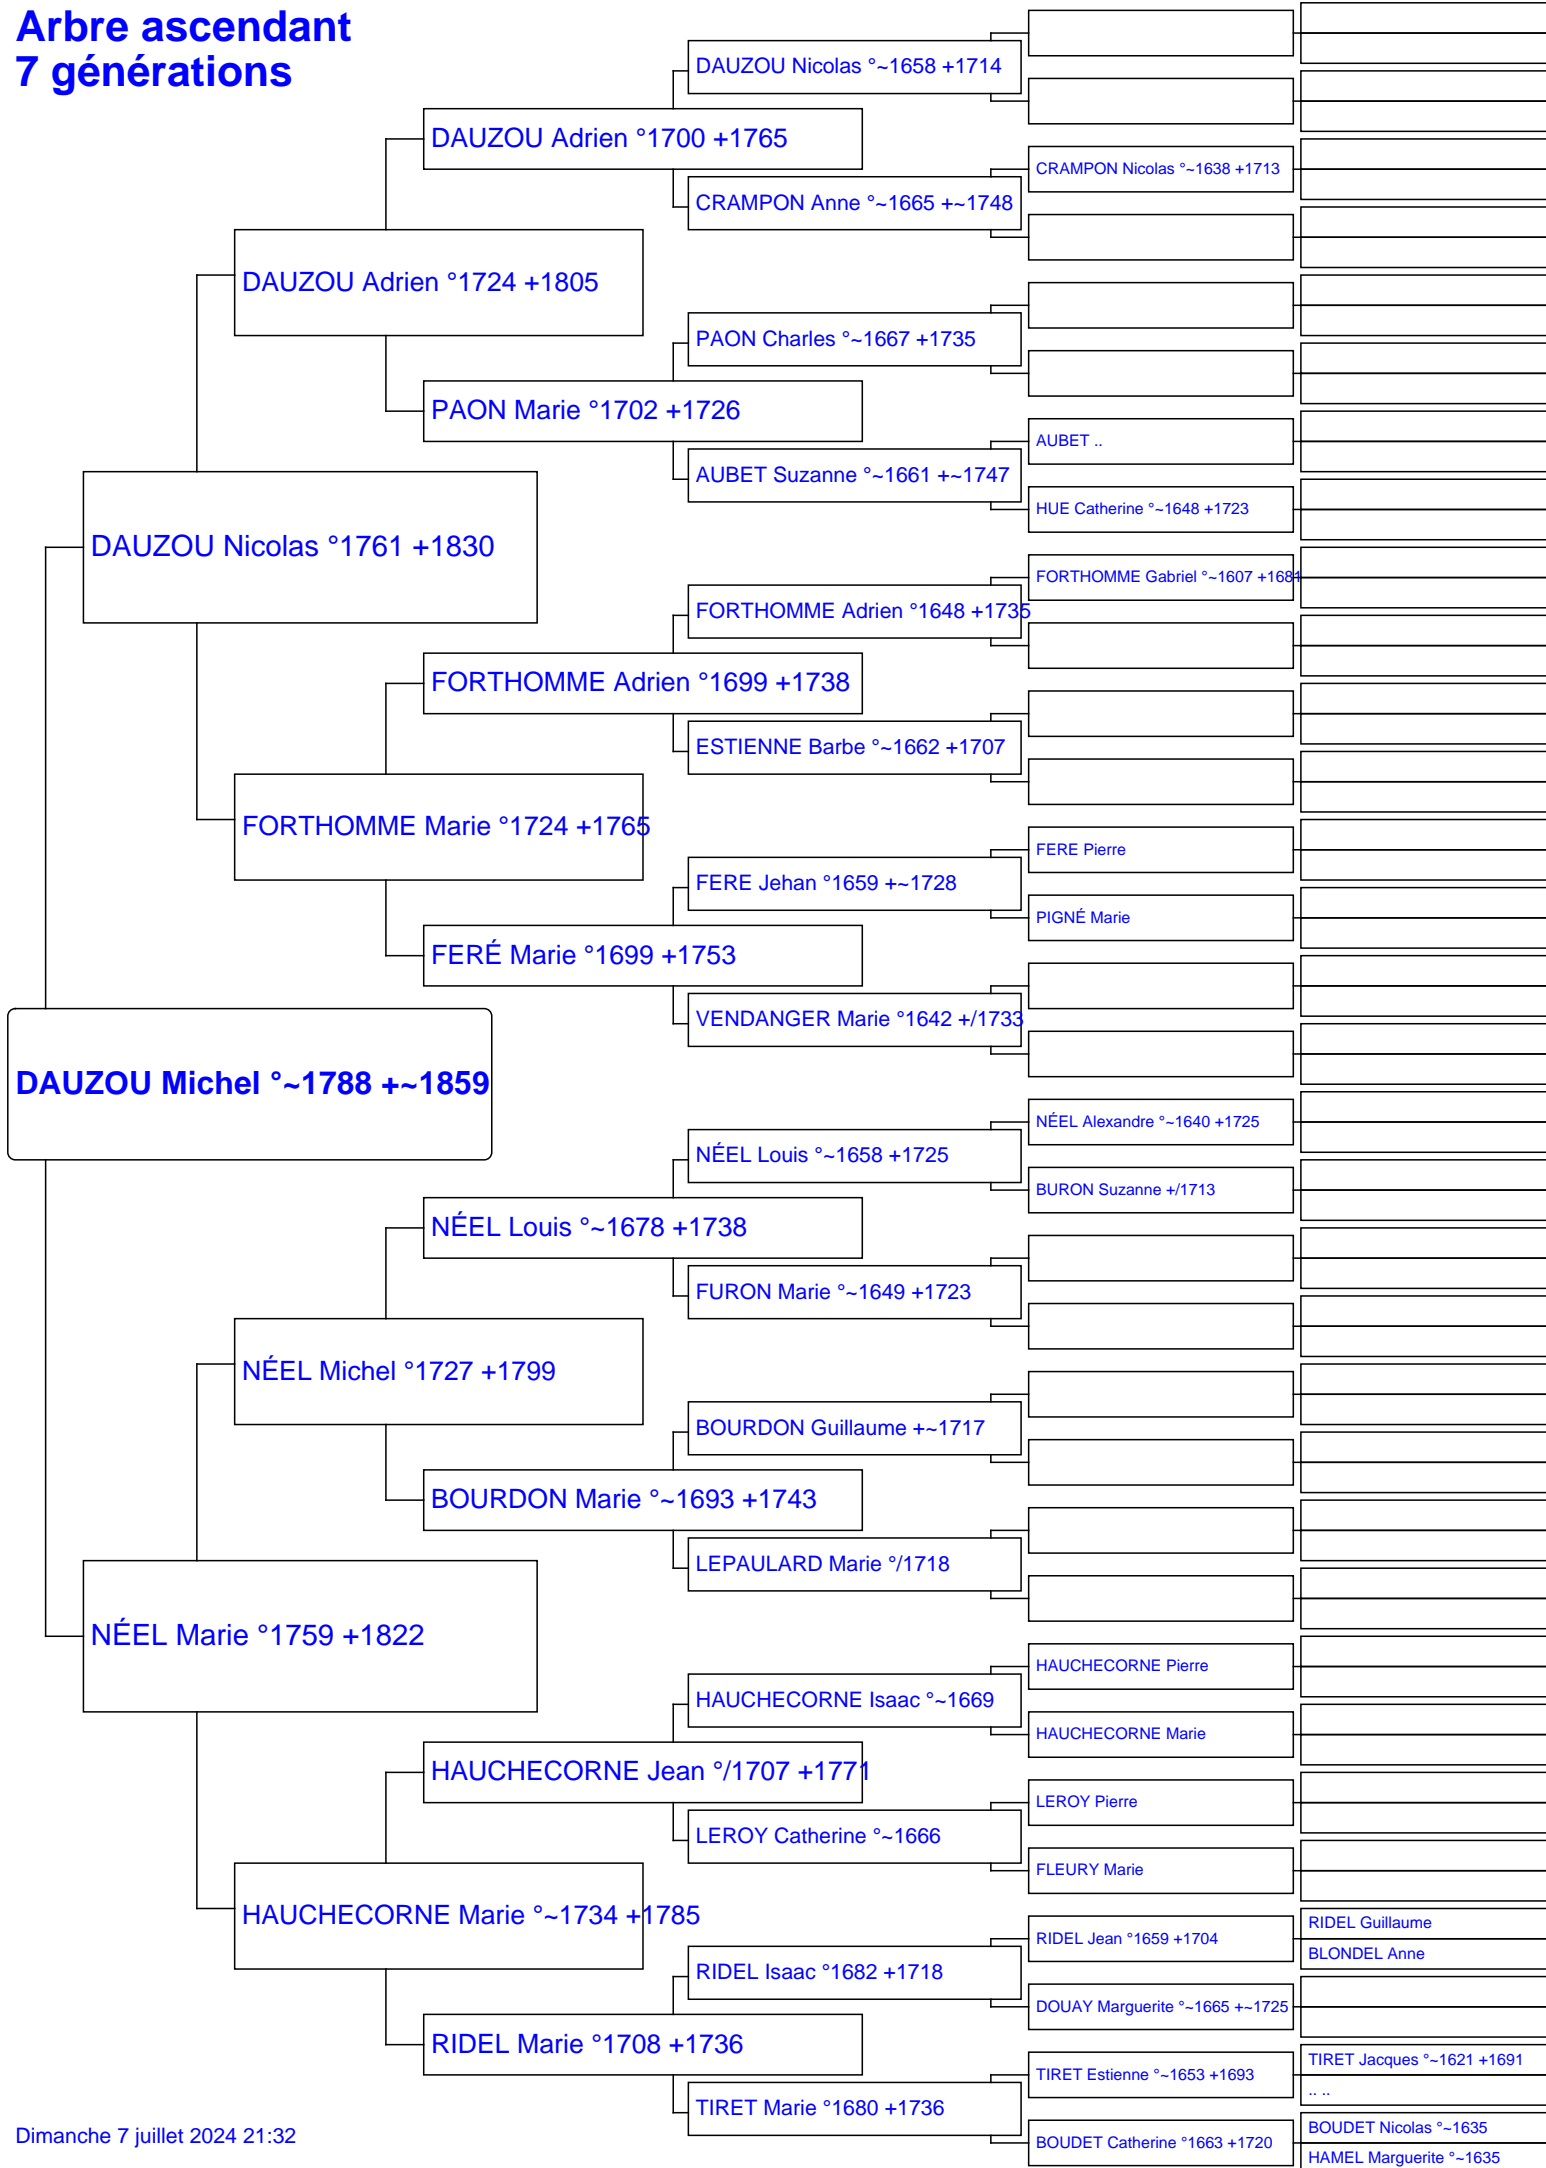 Arbre ascendant
7 générations
DAUZOU Nicolas °~1658 +1714
DAUZOU Adrien °1700 +1765
CRAMPON Nicolas °~1638 +1713
CRAMPON Anne °~1665 +~1748
DAUZOU Adrien °1724 +1805
PAON Charles °~1667 +1735
PAON Marie °1702 +1726
AUBET ..
AUBET Suzanne °~1661 +~1747
HUE Catherine °~1648 +1723
DAUZOU Nicolas °1761 +1830
FORTHOMME Gabriel °~1607 +1681
FORTHOMME Adrien °1648 +1735
FORTHOMME Adrien °1699 +1738
ESTIENNE Barbe °~1662 +1707
FORTHOMME Marie °1724 +1765
FERE Pierre
FERE Jehan °1659 +~1728
PIGNÉ Marie
FERÉ Marie °1699 +1753
VENDANGER Marie °1642 +/1733
DAUZOU Michel °~1788 +~1859
NÉEL Alexandre °~1640 +1725
NÉEL Louis °~1658 +1725
BURON Suzanne +/1713
NÉEL Louis °~1678 +1738
FURON Marie °~1649 +1723
NÉEL Michel °1727 +1799
BOURDON Guillaume +~1717
BOURDON Marie °~1693 +1743
LEPAULARD Marie °/1718
NÉEL Marie °1759 +1822
HAUCHECORNE Pierre
HAUCHECORNE Isaac °~1669
HAUCHECORNE Marie
HAUCHECORNE Jean °/1707 +1771
LEROY Pierre
LEROY Catherine °~1666
FLEURY Marie
HAUCHECORNE Marie °~1734 +1785
RIDEL Guillaume
RIDEL Jean °1659 +1704
BLONDEL Anne
RIDEL Isaac °1682 +1718
DOUAY Marguerite °~1665 +~1725
RIDEL Marie °1708 +1736
TIRET Jacques °~1621 +1691
TIRET Estienne °~1653 +1693
.. ..
TIRET Marie °1680 +1736
BOUDET Nicolas °~1635
BOUDET Catherine °1663 +1720
HAMEL Marguerite °~1635
Dimanche 7 juillet 2024 21:32